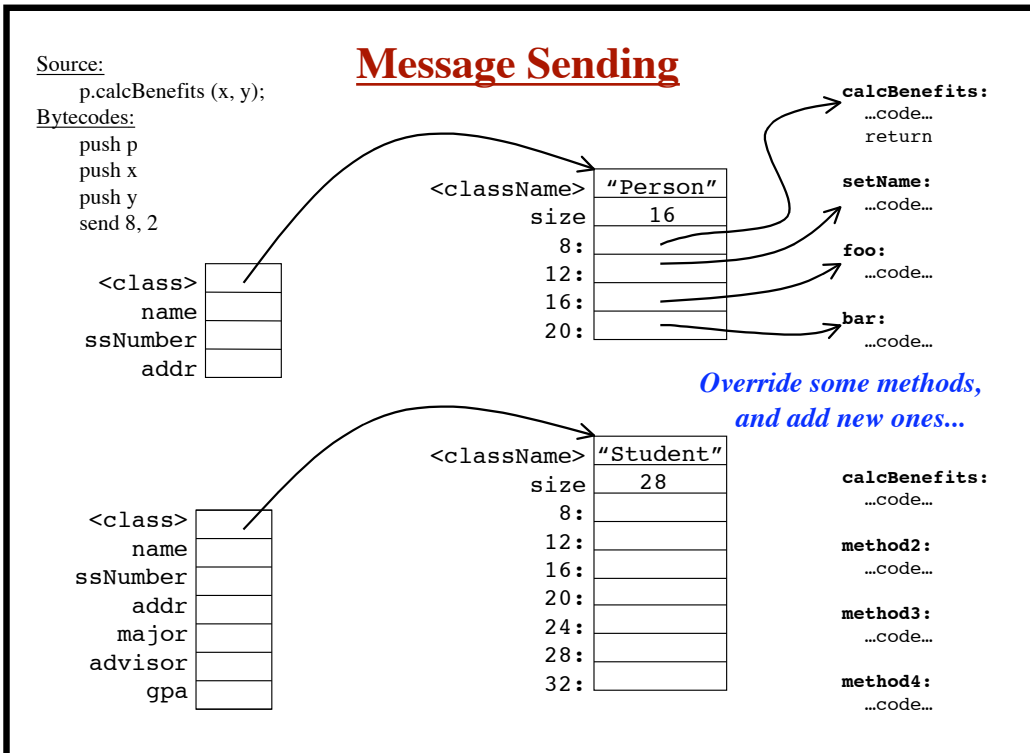 Message Sending
Source:
p.calcBenefits (x, y);
Bytecodes:
push p
push x
push y
send 8, 2
<class>
name
ssNumber
addr
<className> “Person”
size 16
8:
12:
16:
20:
calcBenefits:
…code…
return
setName:
…code…
foo:
…code…
bar:
…code…
Override some methods,
and add new ones...
<class>
name
ssNumber
addr
major
advisor
gpa
<className> “Student”
size 28
8:
12:
16:
20:
24:
28:
32:
calcBenefits:
…code…
method2:
…code…
method3:
…code…
method4:
…code…